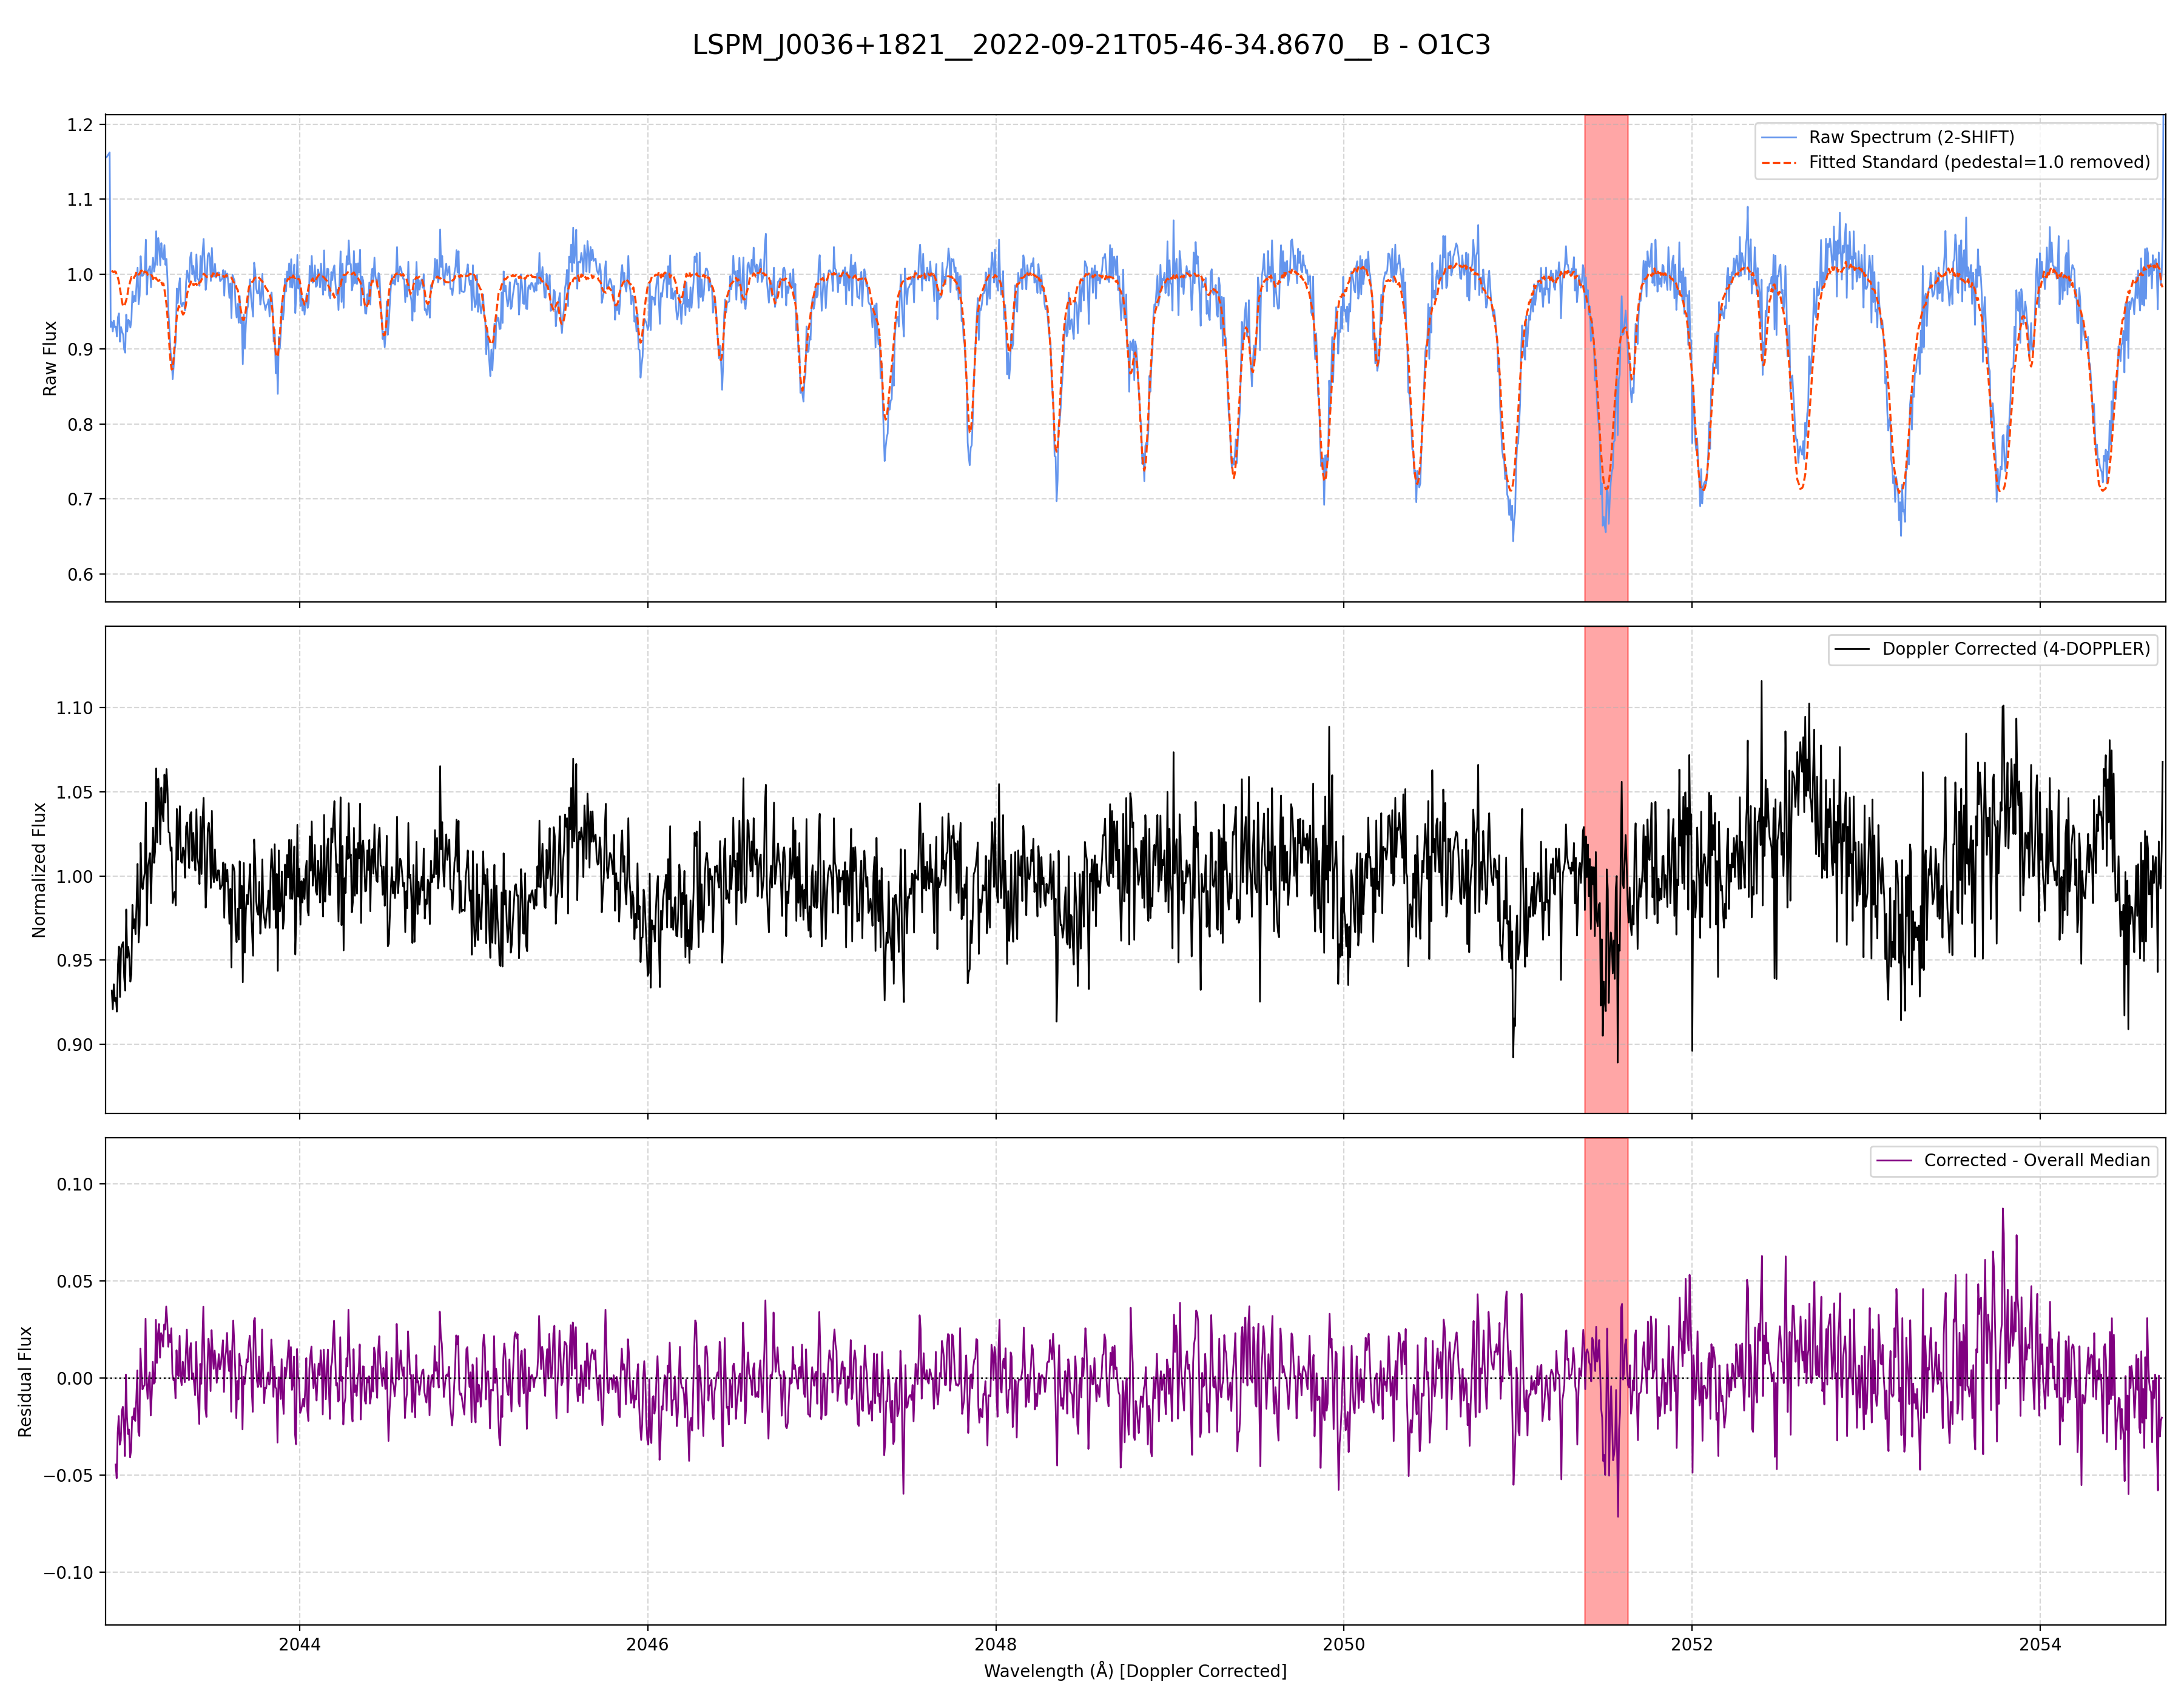 LSPM_J0036+1821__2022-09-21T05-46-34.8670__B - O1C3
1.2
1.1
1.0
0.9
0.8
0.7
0.6
Raw Flux
Raw Spectrum (2-SHIFT)
Fitted Standard (pedestal=1.0 removed)
1.10
1.05
1.00
0.95
0.90
Normalized Flux
Doppler Corrected (4-DOPPLER)
0.10
0.05
0.00
−0.05
−0.10
Residual Flux
Corrected - Overall Median
2044 2046 2048 2050 2052 2054
Wavelength (Å) [Doppler Corrected]